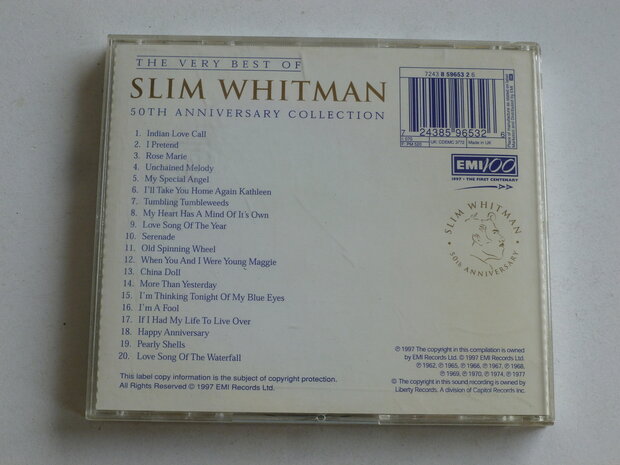 THE VERY BEST OF
SLIM WHITMAN
50TH ANNIVERSARY COLLECTION
1. Indian Love Call
2. I Pretend
3. Rose Marie
4. Unchained Melody
5. My Special Angel
6. I'll Take You Home Again Kathleen
7. Tumbling Tumbleweeds
8. My Heart Has A Mind Of It's Own
9. Love Song Of The Year
10. Serenade
11. Old Spinning Wheel
12. When You And I Were Young Maggie
13. China Doll
14. More Than Yesterday
15. I'm Thinking Tonight Of My Blue Eyes
16. I'm A Fool
17. If I Had My Life To Live Over
18. Happy Anniversary
19. Pearly Shells
20. Love Song Of The Waterfall
This label copy information is the subject of copyright protection.
All Rights Reserved © 1997 EMI Records Ltd.
7243 8 59653 2 6
7 24385 96532 6
UK: CDEMC 3772 Made in UK
EMI 100
1997 - THE FIRST CENTENARY
SLIM WHITMAN
50th ANNIVERSARY
℗ 1997 The copyright in this compilation is owned
by EMI Records Ltd. © 1997 EMI Records Ltd.
℗ 1962, ℗ 1965, ℗ 1966, ℗ 1967, ℗ 1968,
℗ 1969, ℗ 1970, ℗ 1974, ℗ 1977
© The copyright in this sound recording is owned by
Liberty Records. A division of Capitol Records Inc.